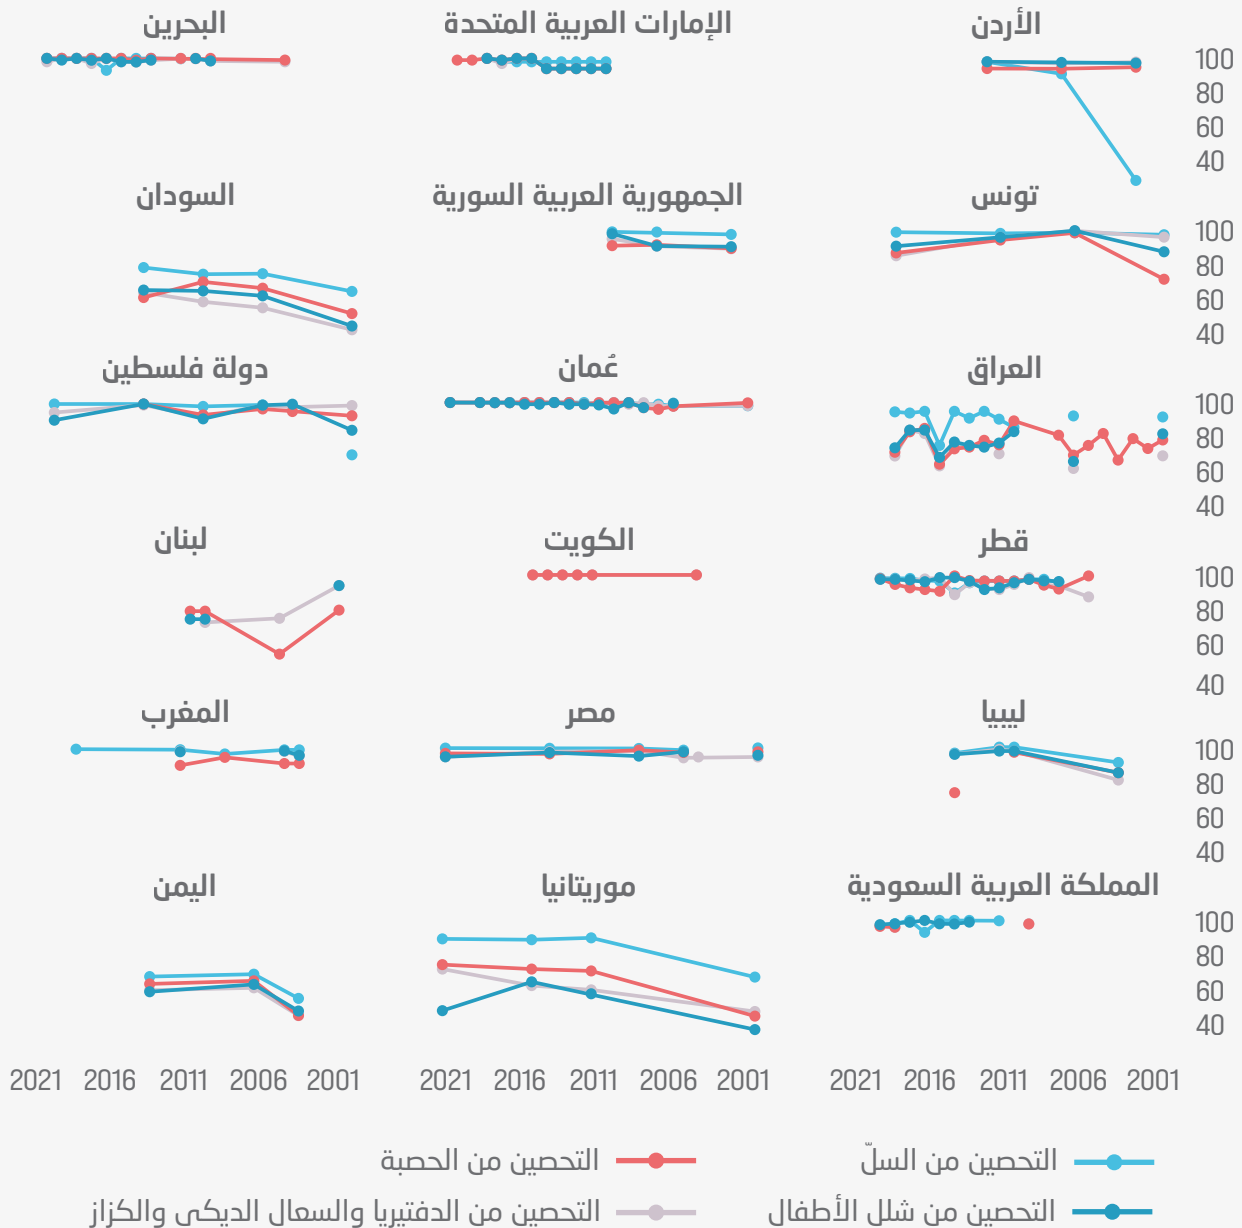 الأردن
الإمارات العربية المتحدة
البحرين
100
80
60
40
تونس
الجمهورية العربية السورية
السودان
100
80
60
40
العراق
عُمان
دولة فلسطين
100
80
60
40
قطر
الكويت
لبنان
100
80
60
40
ليبيا
مصر
المغرب
100
80
60
40
المملكة العربية السعودية
موريتانيا
اليمن
100
80
60
40
2021 2016 2011 2006 2001
2021 2016 2011 2006 2001
2021 2016 2011 2006 2001
التحصين من السلّ
التحصين من الحصبة
التحصين من شلل الأطفال
التحصين من الدفتيريا والسعال الديكي والكزاز